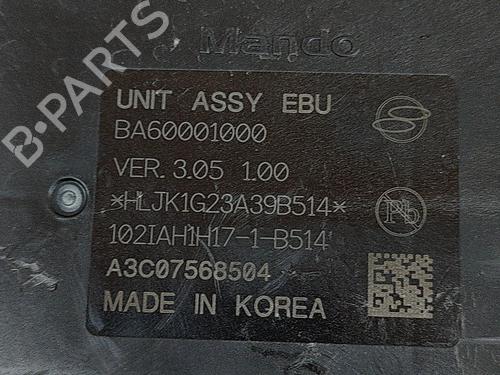 Mando
UNIT ASSY EBU
BA60001000
VER. 3.05 1.00
*HLJK1G23A39B514*
102IAH1H17-1-B514
A3C07568504
MADE IN KOREA
Pb
B-PARTS